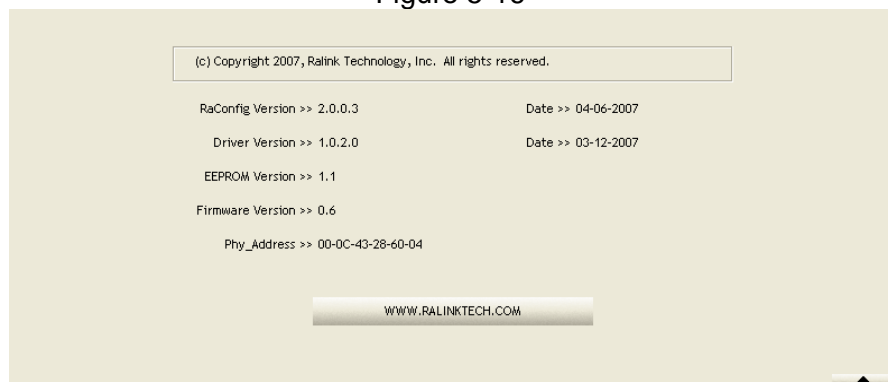 (c) Copyright 2007, Ralink Technology, Inc. All rights reserved.
RaConfig Version >> 2.0.0.3 Date >> 04-06-2007
Driver Version >> 1.0.2.0 Date >> 03-12-2007
EEPROM Version >> 1.1
Firmware Version >> 0.6
Phy_Address >> 00-0C-43-28-60-04
WWW.RALINKTECH.COM